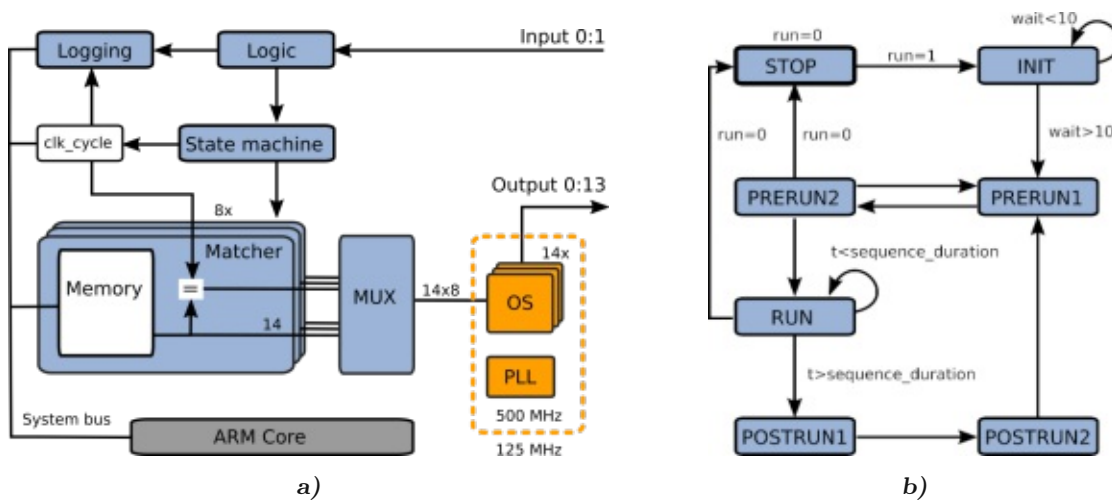 Logging
Logic
Input 0:1
clk_cycle
State machine
Output 0:13
8x
Matcher
Memory
=
14
MUX
14x8
14x
OS
PLL
500 MHz
125 MHz
System bus
ARM Core
a)
run=0
STOP
run=1
wait<10
INIT
run=0
run=0
wait>10
PRERUN2
PRERUN1
t<sequence_duration
RUN
t>sequence_duration
POSTRUN1
POSTRUN2
b)